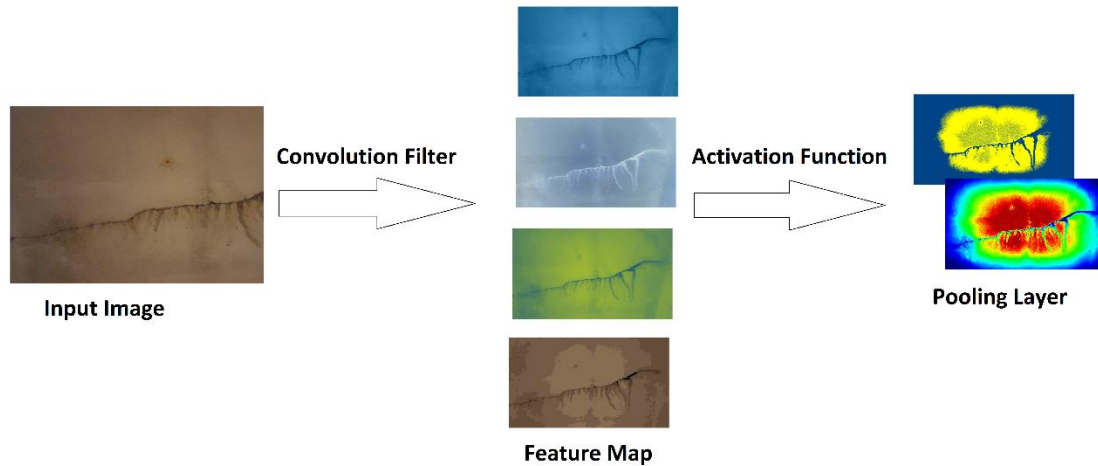 Input Image
Convolution Filter
Feature Map
Activation Function
Pooling Layer